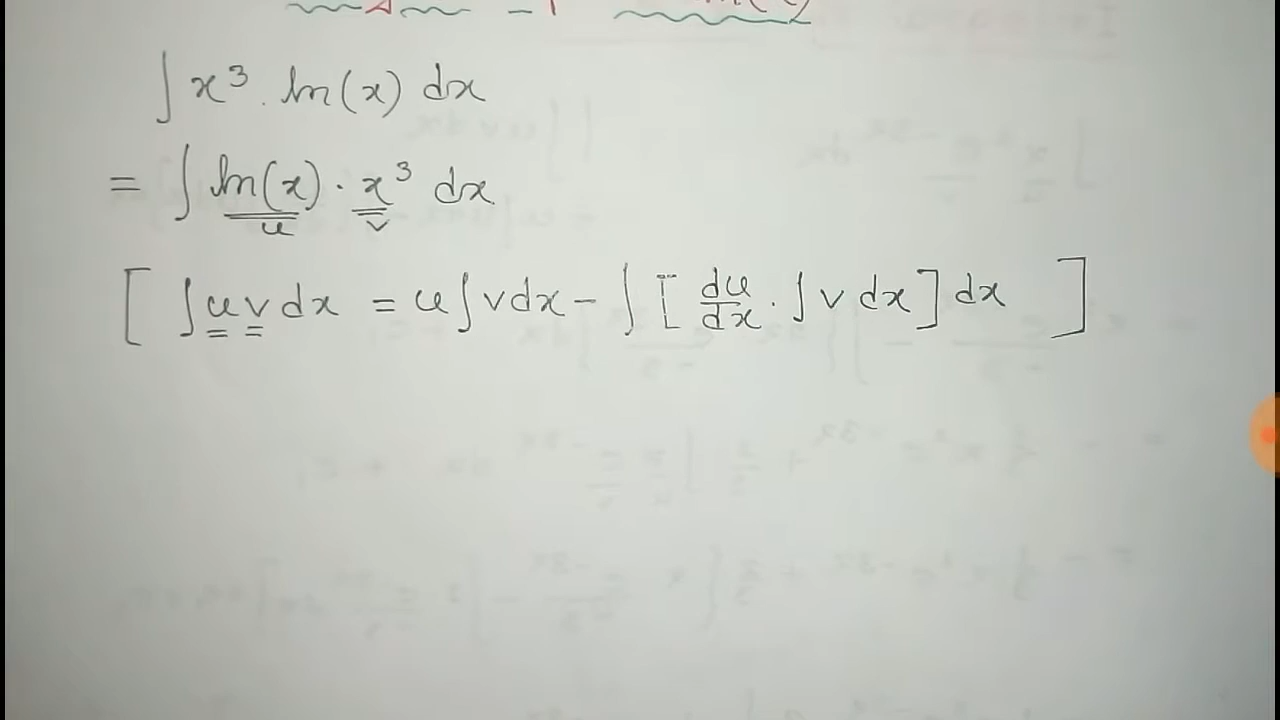 ∫ x³ . ln(x) dx
= ∫ ln(x) · x³ dx
u v
[ ∫ u v dx = u ∫ v dx - ∫ [ du/dx · ∫ v dx ] dx ]